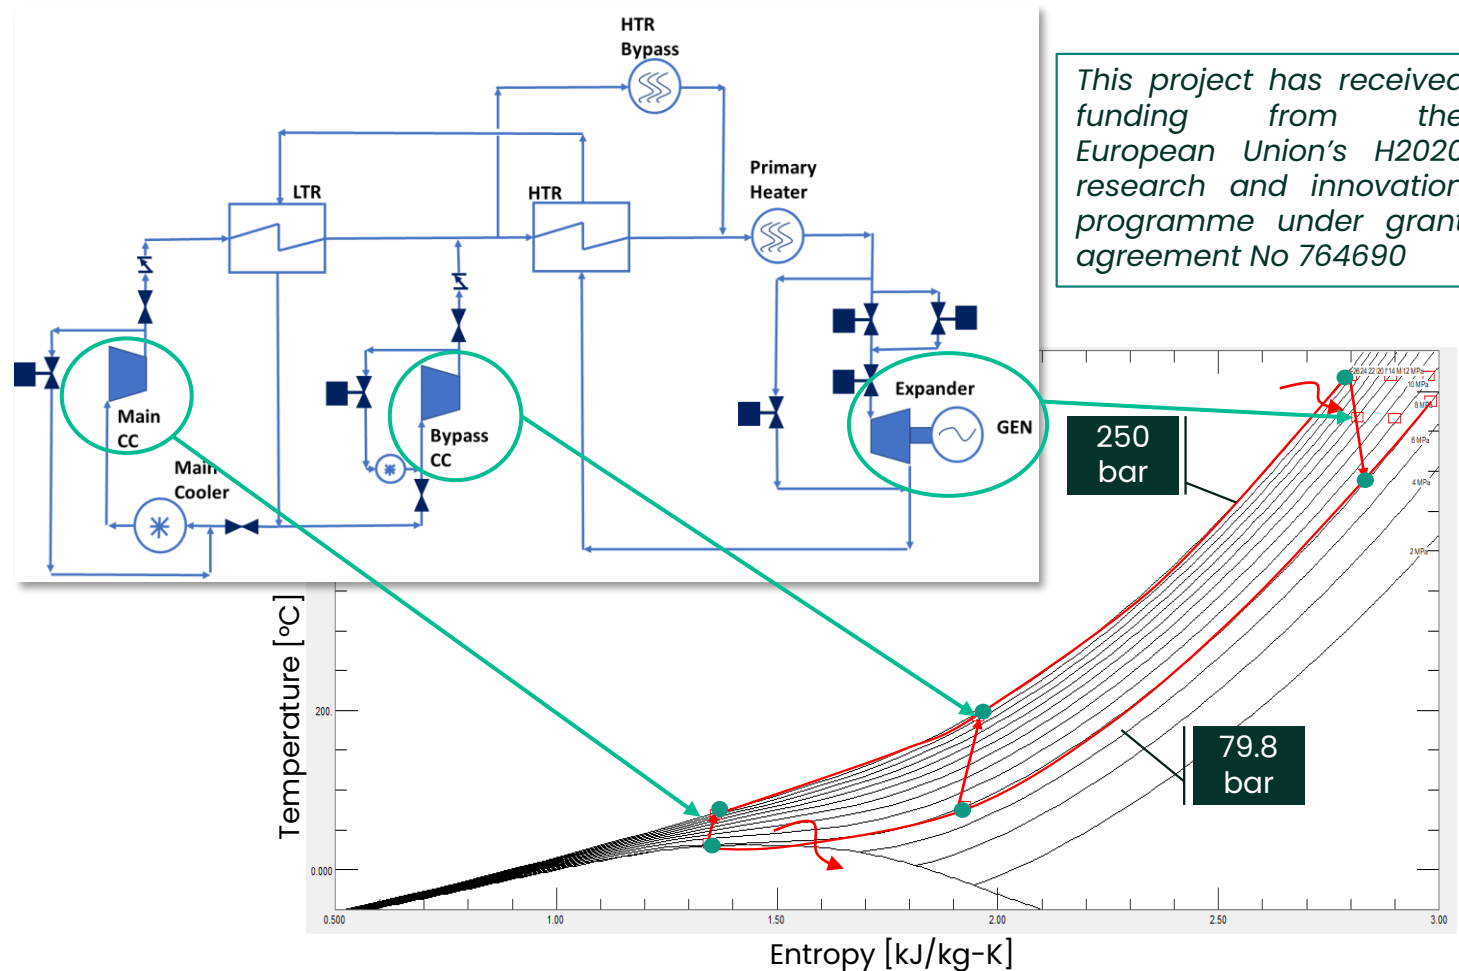 HTR
Bypass
This project has received
funding from the
European Union's H2020
research and innovation
programme under grant
agreement No 764690
Primary
Heater
LTR
HTR
Main
CC
Bypass
CC
Expander
GEN
Main
Cooler
250
bar
10 MPa
8 MPa
6 MPa
4 MPa
2 MPa
79.8
bar
Temperature [ºC]
200.
0.000
0.500
1.00
1.50
2.00
2.50
3.00
Entropy [kJ/kg-K]